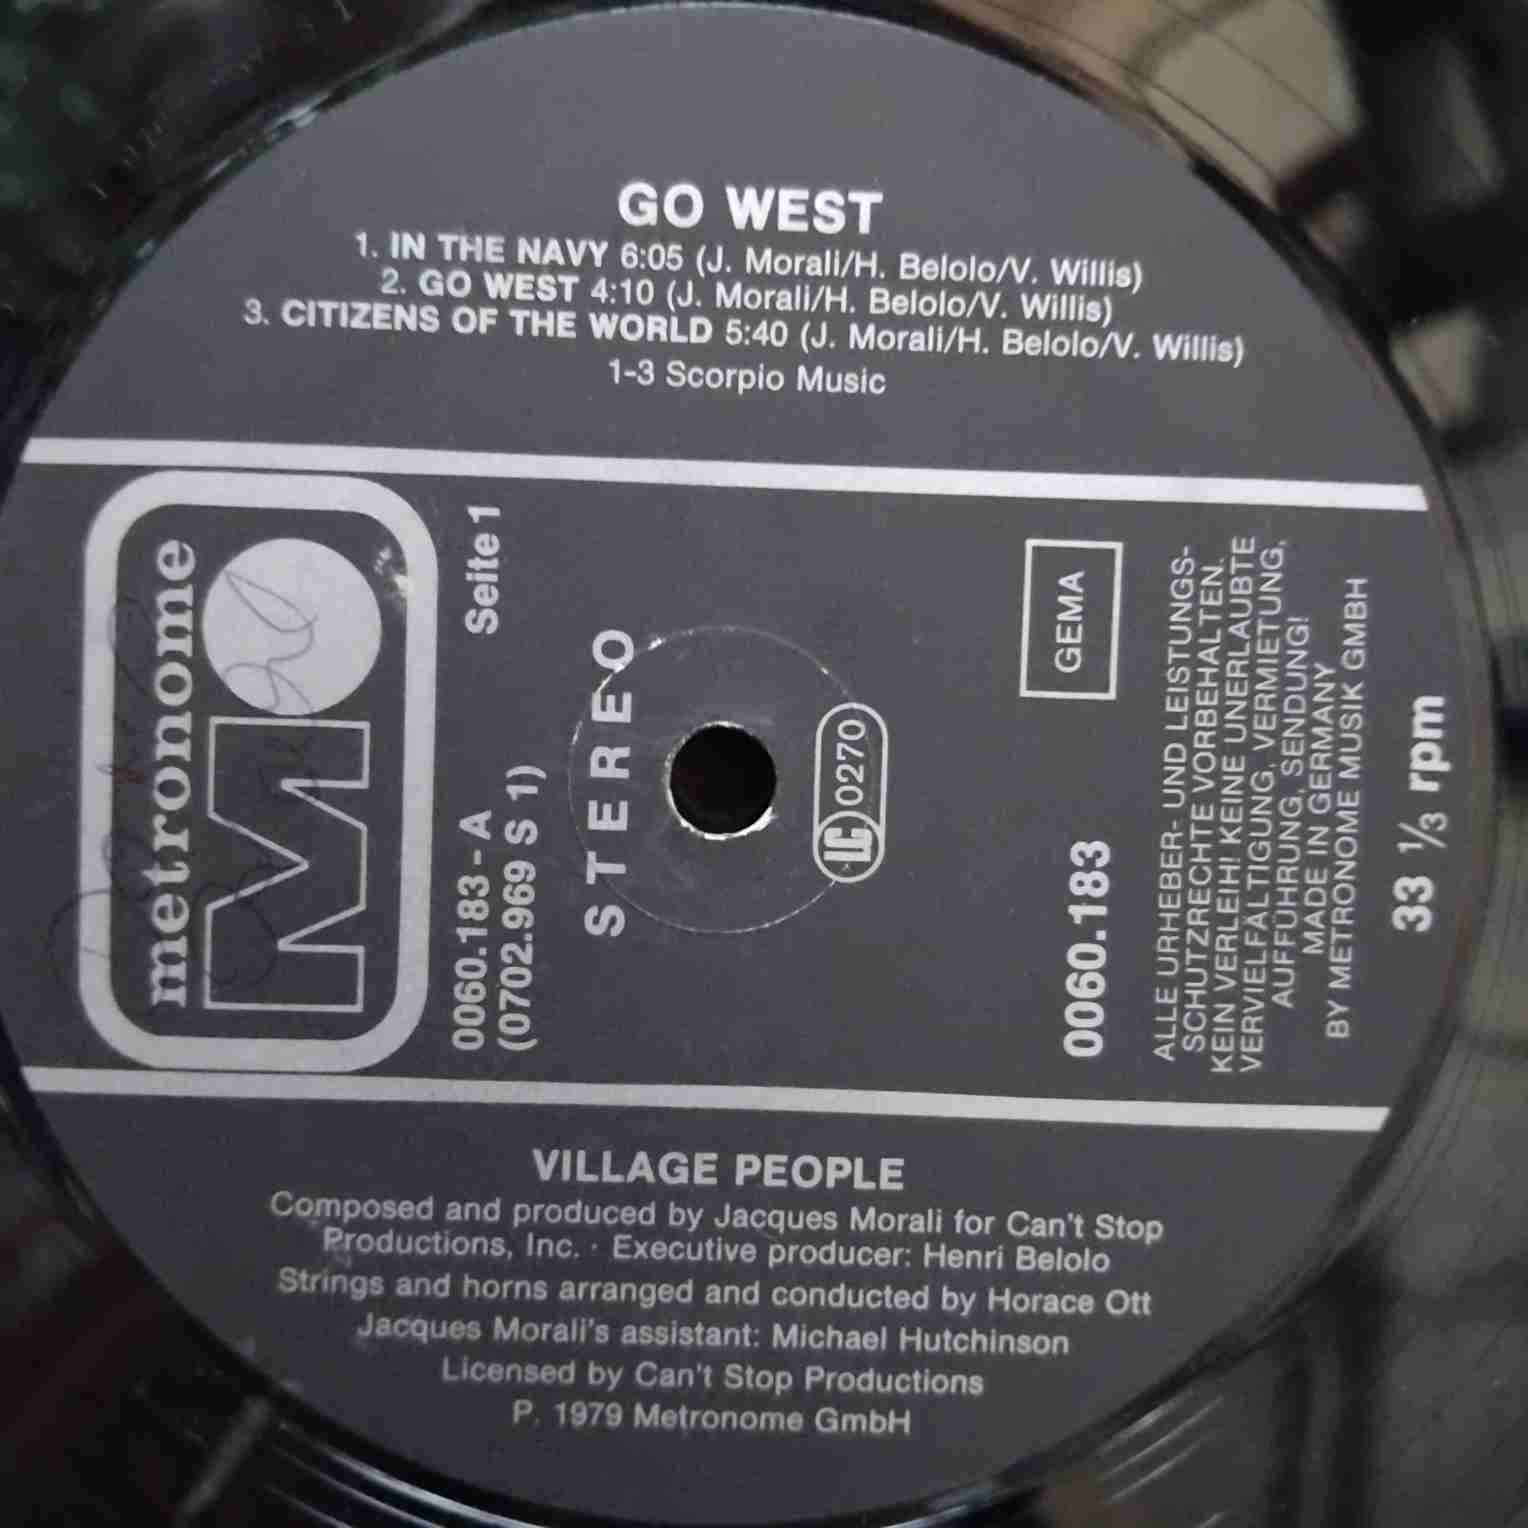 GO WEST
1. IN THE NAVY 6:05 (J. Morali/H. Belolo/V. Willis)
2. GO WEST 4:10 (J. Morali/H. Belolo/V. Willis)
3. CITIZENS OF THE WORLD 5:40 (J. Morali/H. Belolo/V. Willis)
1-3 Scorpio Music
metronome
M
0060.183 - A Seite 1
(0702.969 S 1)
STEREO
LC 0270
0060.183 GEMA
ALLE URHEBER- UND LEISTUNGS-
SCHUTZRECHTE VORBEHALTEN.
KEIN VERLEIH! KEINE UNERLAUBTE
VERVIELFÄLTIGUNG, VERMIETUNG,
AUFFÜHRUNG, SENDUNG!
MADE IN GERMANY
BY METRONOME MUSIK GMBH
33 1/3 rpm
VILLAGE PEOPLE
Composed and produced by Jacques Morali for Can't Stop
Productions, Inc. · Executive producer: Henri Belolo
Strings and horns arranged and conducted by Horace Ott
Jacques Morali's assistant: Michael Hutchinson
Licensed by Can't Stop Productions
P. 1979 Metronome GmbH